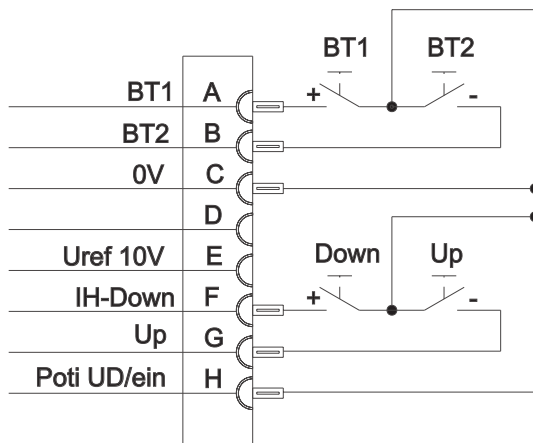 BT1 BT2
BT1 A + -
BT2 B
0V C
D
Uref 10V E Down Up
IH-Down F + -
Up G
Poti UD/ein H